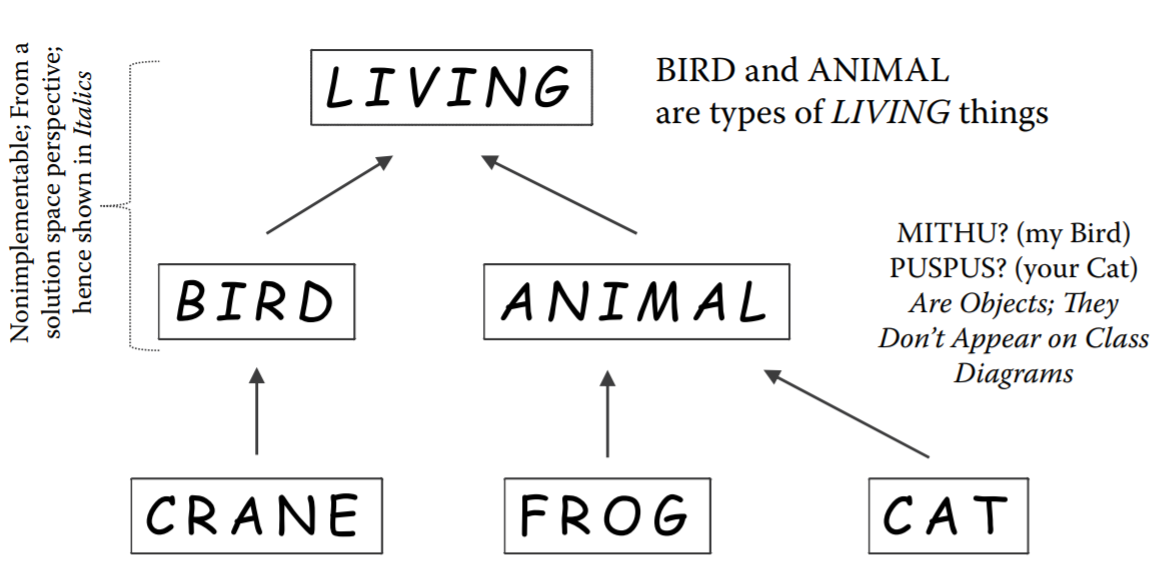 Nonimplementable; From a
solution space perspective;
hence shown in Italics
LIVING
BIRD and ANIMAL
are types of LIVING things
BIRD
ANIMAL
MITHU? (my Bird)
PUSPUS? (your Cat)
Are Objects; They
Don't Appear on Class
Diagrams
CRANE
FROG
CAT